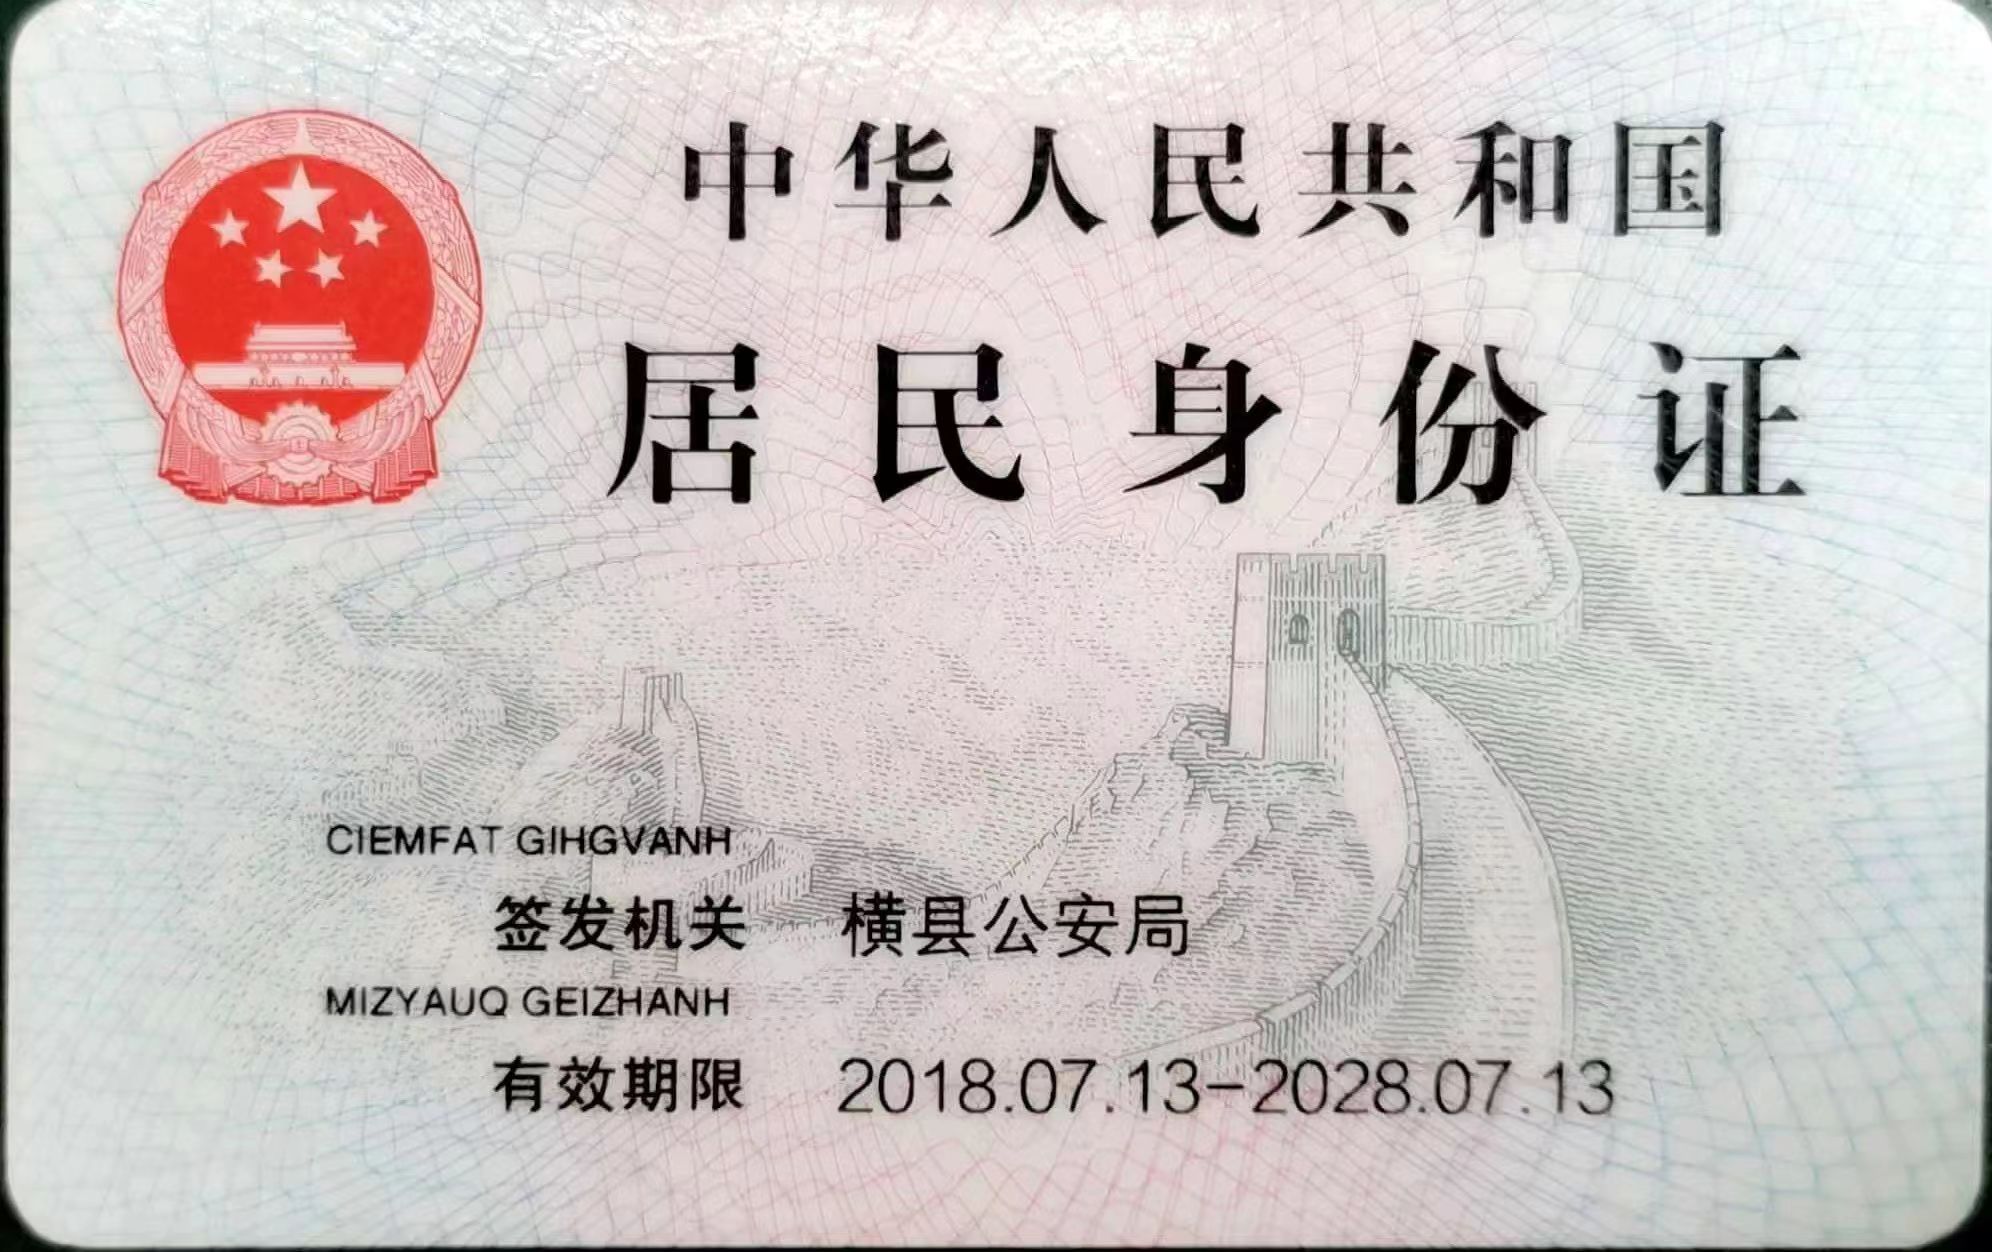 中华人民共和国
居民身份证
CIEMFAT GIHGVANH
签发机关 横县公安局
MIZYAUQ GEIZHANH
有效期限 2018.07.13-2028.07.13